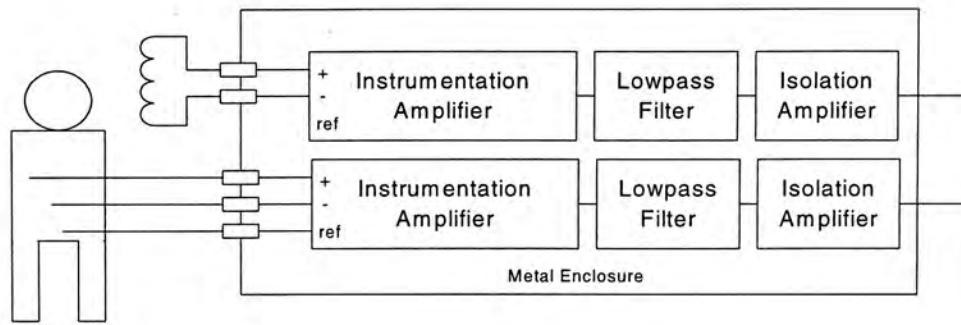 +
-
ref
Instrumentation
Amplifier
Lowpass
Filter
Isolation
Amplifier
+
-
ref
Instrumentation
Amplifier
Lowpass
Filter
Isolation
Amplifier
Metal Enclosure